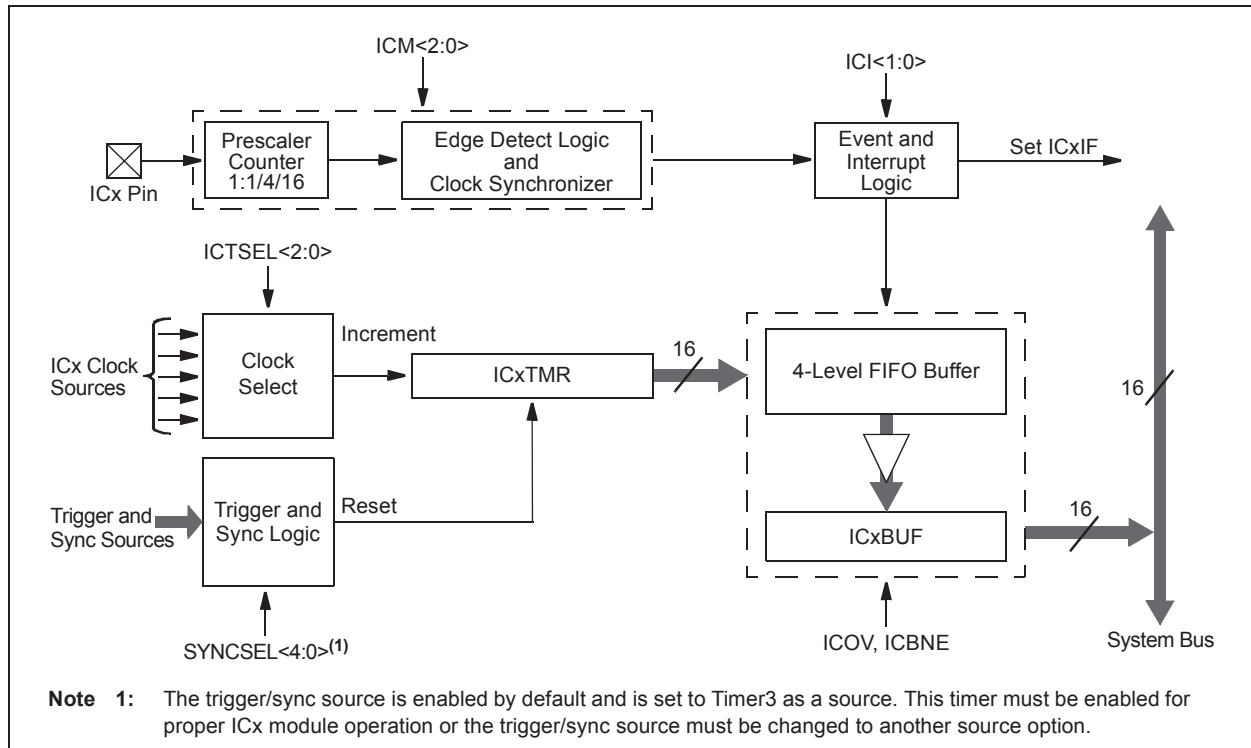 ICM<2:0>
ICI<1:0>
Prescaler
Counter
1:1/4/16
Edge Detect Logic
and
Clock Synchronizer
Event and
Interrupt
Logic
Set ICxIF
ICx Pin
ICTSEL<2:0>
Increment
ICx Clock
Sources
Clock
Select
ICxTMR
16
4-Level FIFO Buffer
16
Trigger and
Sync Sources
Trigger and
Sync Logic
Reset
ICxBUF
16
SYNCSEL<4:0>(1)
ICOV, ICBNE
System Bus
Note 1: The trigger/sync source is enabled by default and is set to Timer3 as a source. This timer must be enabled for
proper ICx module operation or the trigger/sync source must be changed to another source option.